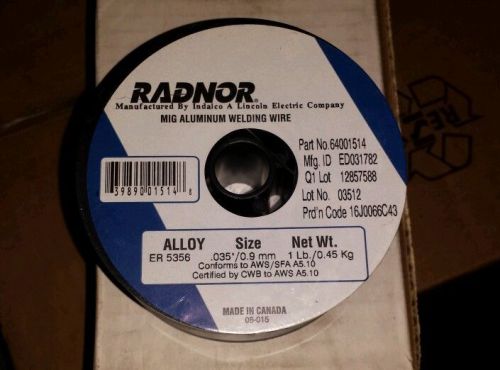 RADNOR®
Manufactured By Indalco A Lincoln Electric Company
MIG ALUMINUM WELDING WIRE
Part No. 64001514
Mfg. ID ED031782
Q1 Lot 12857588
Lot No. 03512
Prd'n Code 16J0066C43
39890 01514 8
ALLOY Size Net Wt.
ER 5356 .035"/0.9 mm 1 Lb./0.45 Kg
Conforms to AWS/SFA A5.10
Certified by CWB to AWS A5.10
MADE IN CANADA
08-015